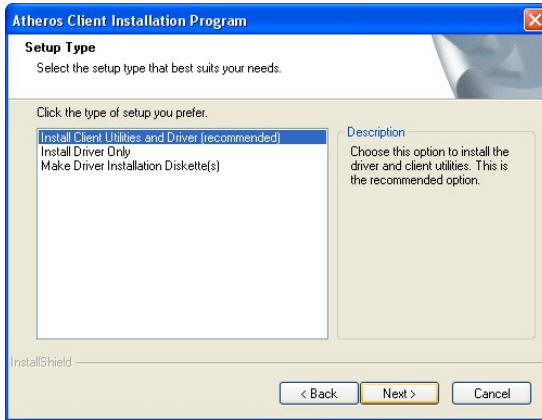 Atheros Client Installation Program
Setup Type
Select the setup type that best suits your needs.
Click the type of setup you prefer.
Install Client Utilities and Driver (recommended)
Install Driver Only
Make Driver Installation Diskette(s)
Description
Choose this option to install the
driver and client utilities. This is
the recommended option.
InstallShield
< Back
Next >
Cancel